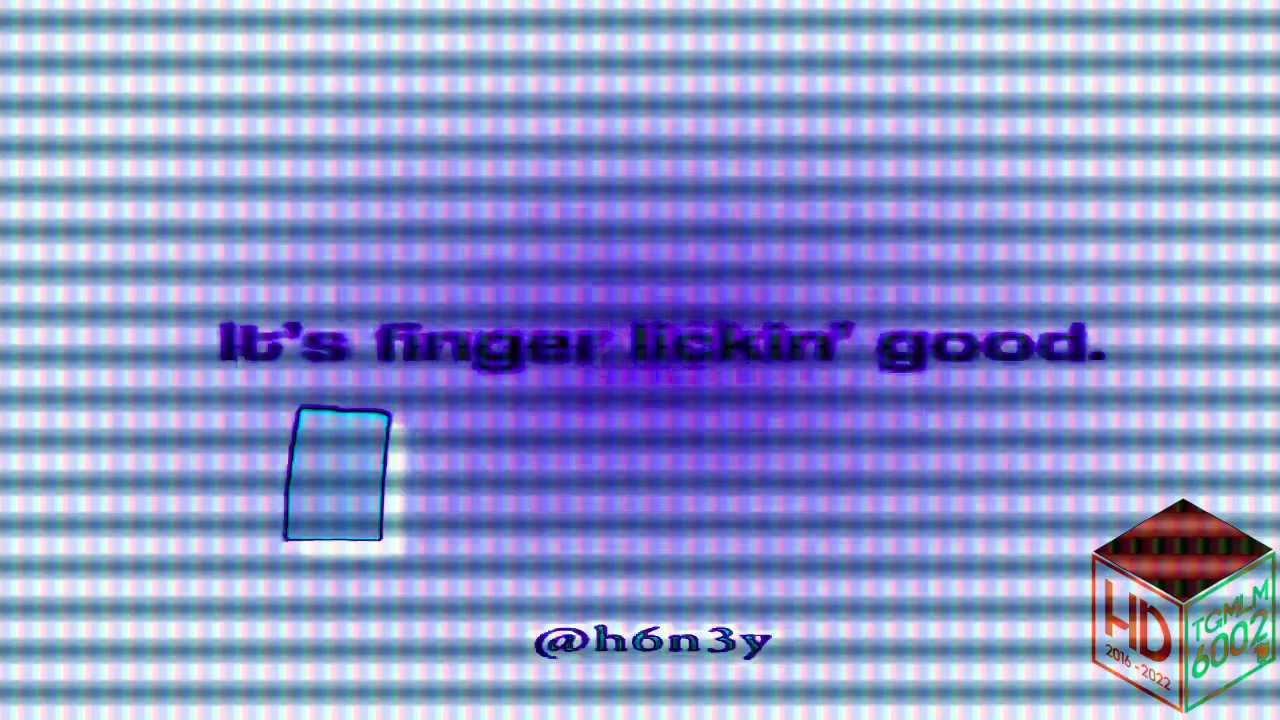 It's finger lickin' good.
@h6n3y
HD
2016 - 2022
TGMLM
6002